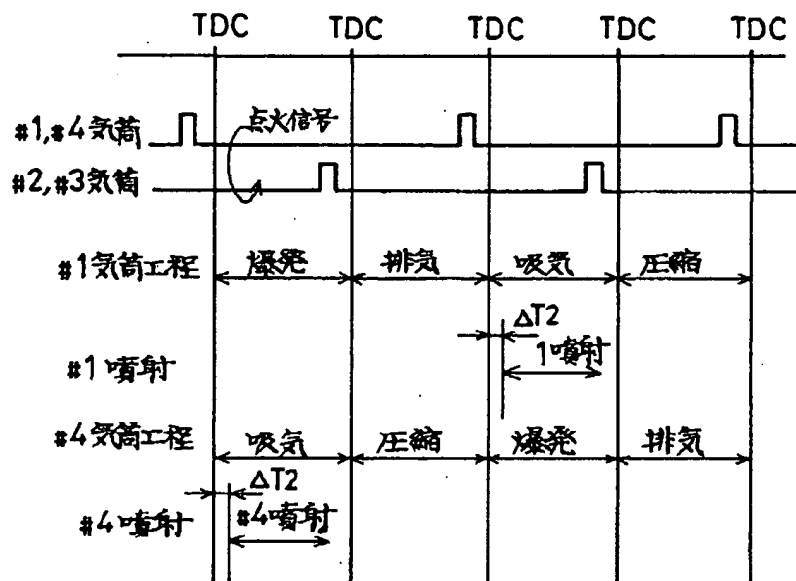 TDC TDC TDC TDC TDC
#1,#4気筒
点火信号
#2,#3気筒
#1気筒工程 爆発 排気 吸気 圧縮
ΔT2
#1噴射 1噴射
#4気筒工程 吸気 圧縮 爆発 排気
ΔT2
#4噴射 #4噴射